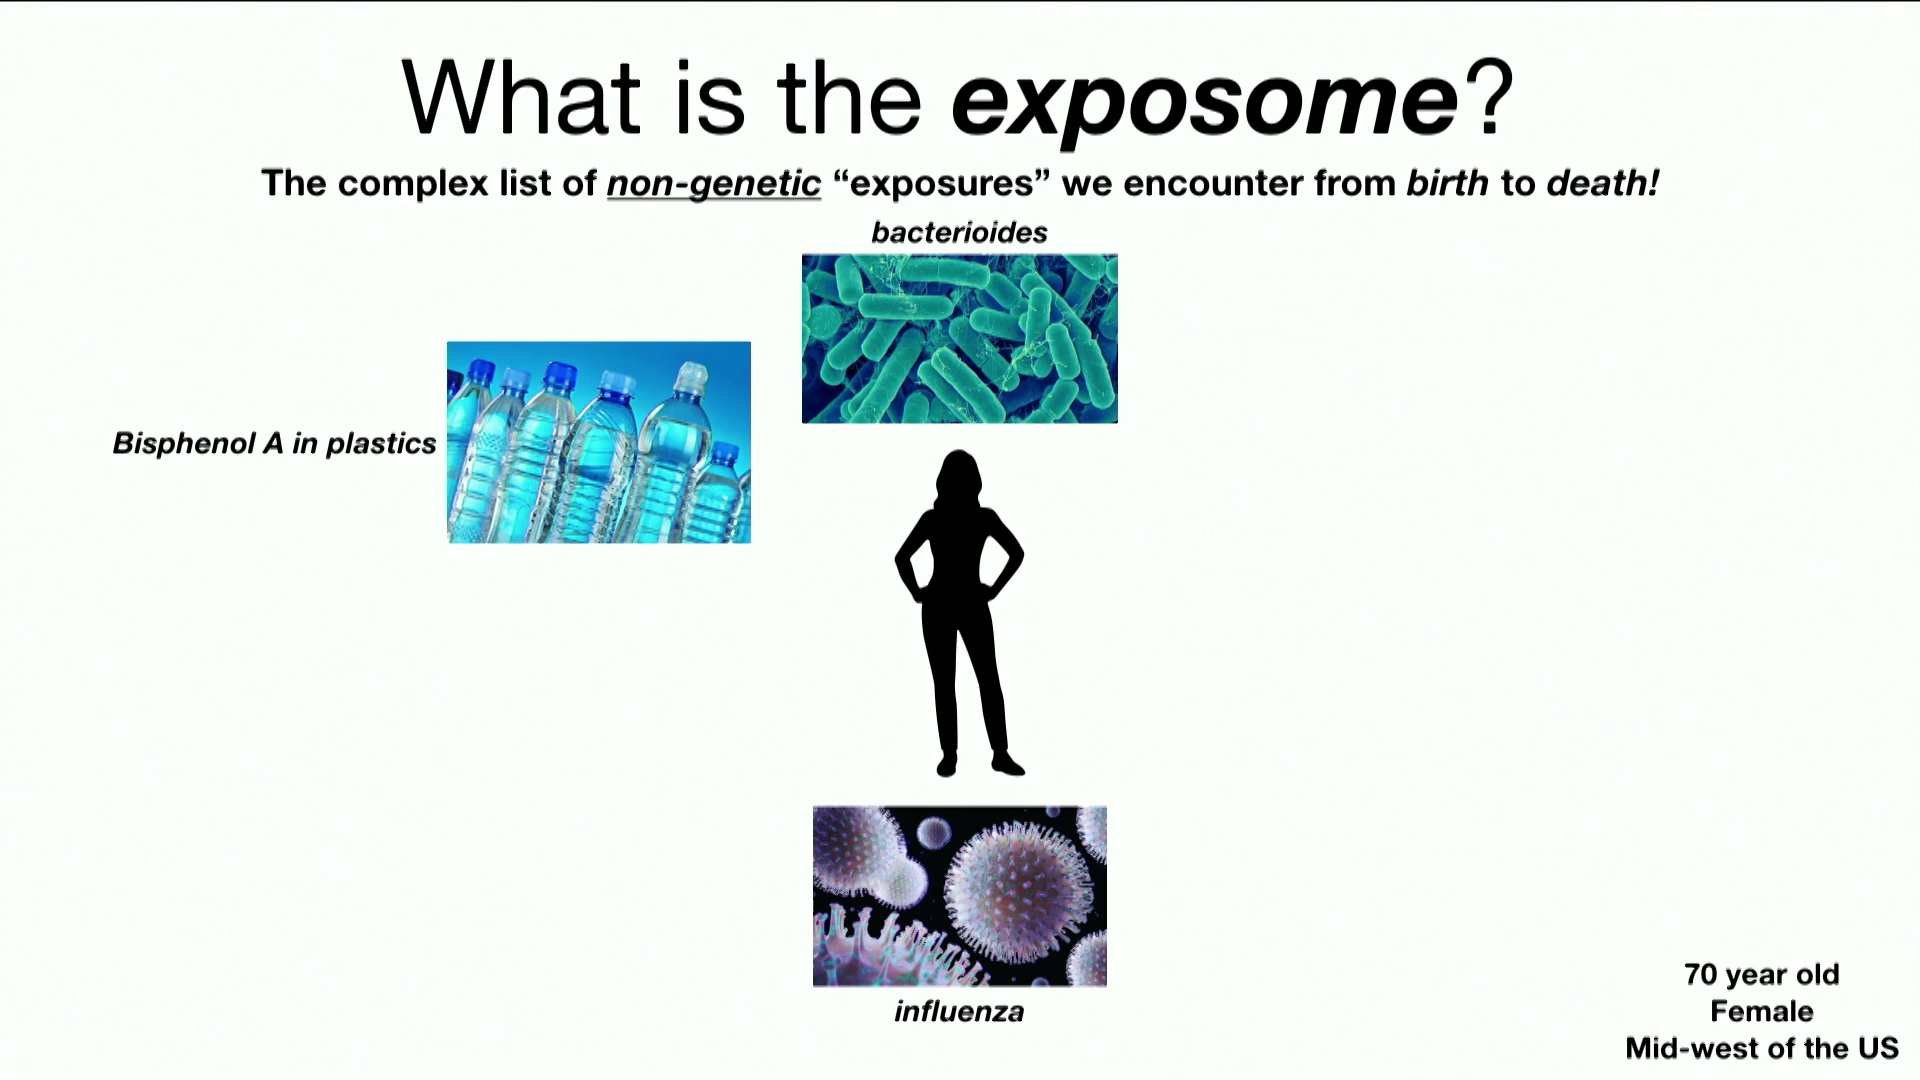 What is the exposome?
The complex list of non-genetic “exposures” we encounter from birth to death!
bacterioides
Bisphenol A in plastics
influenza
70 year old
Female
Mid-west of the US